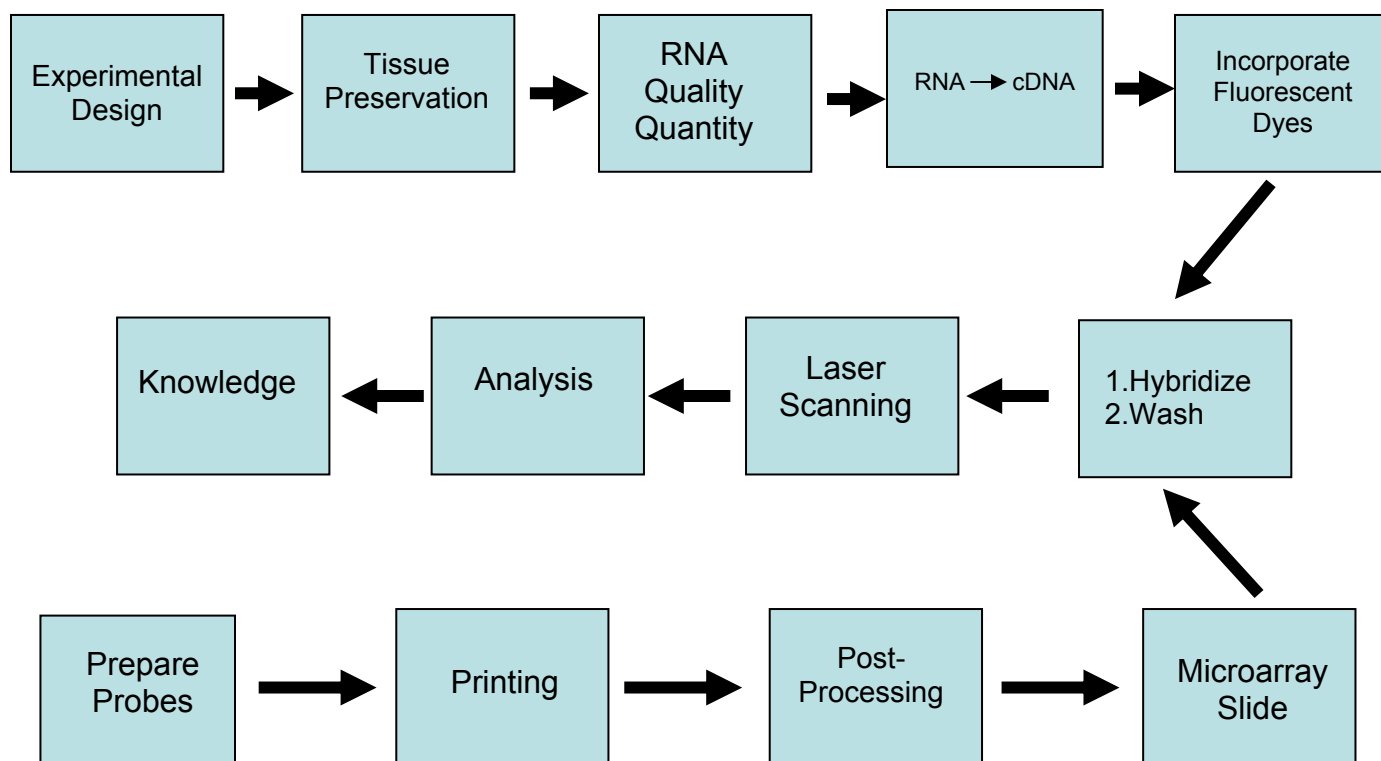 Experimental
Design
Tissue
Preservation
RNA
Quality
Quantity
RNA → cDNA
Incorporate
Fluorescent
Dyes
Knowledge
Analysis
Laser
Scanning
1.Hybridize
2.Wash
Prepare
Probes
Printing
Post-
Processing
Microarray
Slide